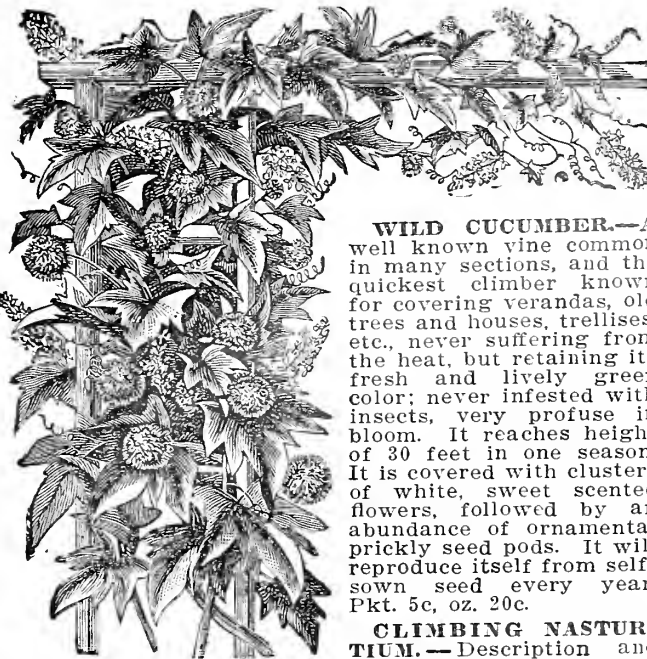 WILD CUCUMBER.—A
well known vine common
in many sections, and the
quickest climber known
for covering verandas, old
trees and houses, trellises,
etc., never suffering from
the heat, but retaining its
fresh and lively green
color; never infested with
insects, very profuse in
bloom. It reaches height
of 30 feet in one season.
It is covered with clusters
of white, sweet scented
flowers, followed by an
abundance of ornamental
prickly seed pods. It will
reproduce itself from self-
sown seed every year.
Pkt. 5c, oz. 20c.
CLIMBING NASTUR-
TIUM.—Description and